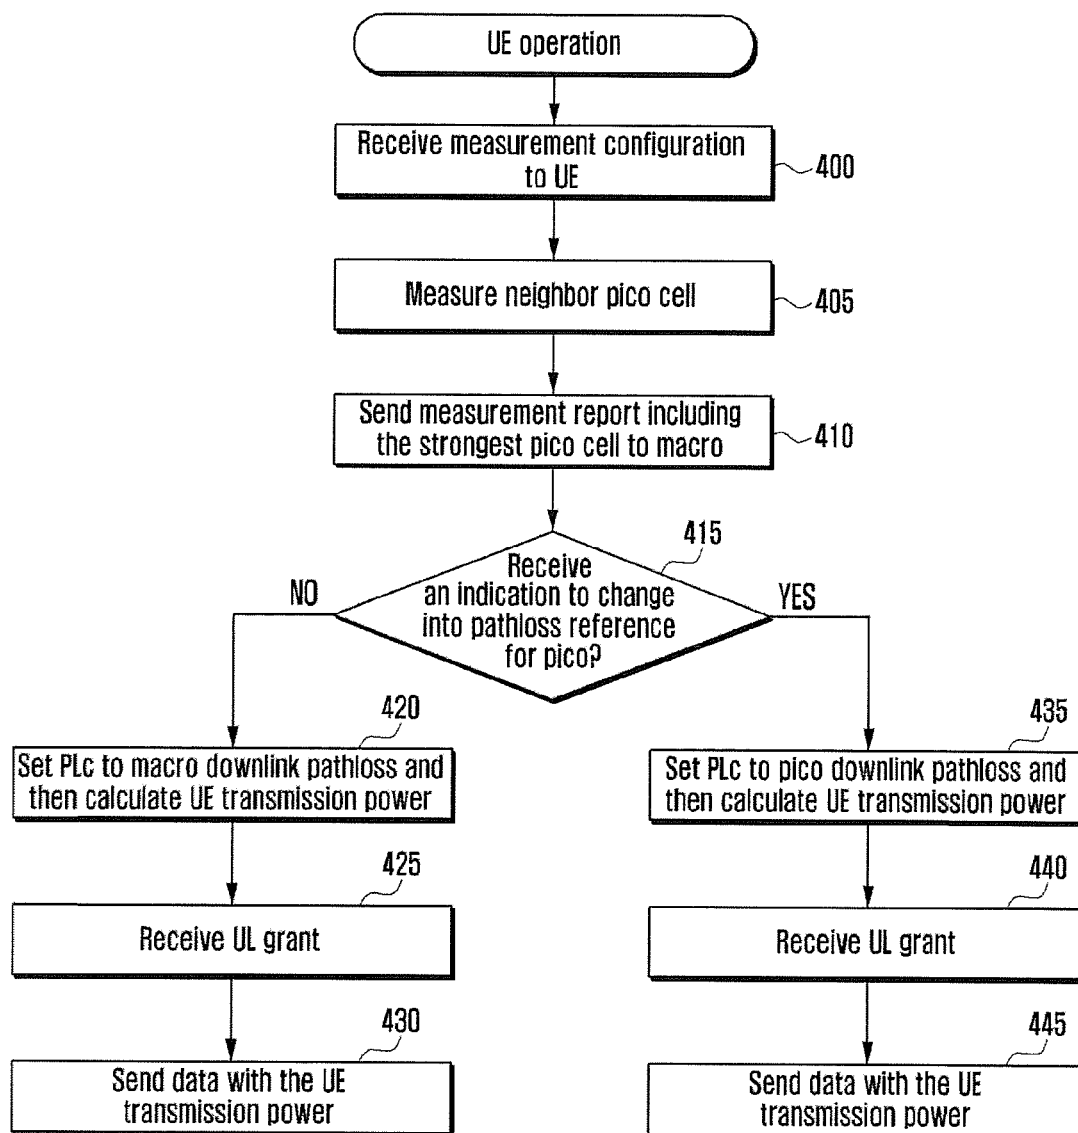 UE operation
Receive measurement configuration
to UE
400
Measure neighbor pico cell
405
Send measurement report including
the strongest pico cell to macro
410
415
Receive
an indication to change
into pathloss reference
for pico?
NO
YES
420
Set PLc to macro downlink pathloss and
then calculate UE transmission power
425
Receive UL grant
430
Send data with the UE
transmission power
435
Set PLc to pico downlink pathloss and
then calculate UE transmission power
440
Receive UL grant
445
Send data with the UE
transmission power